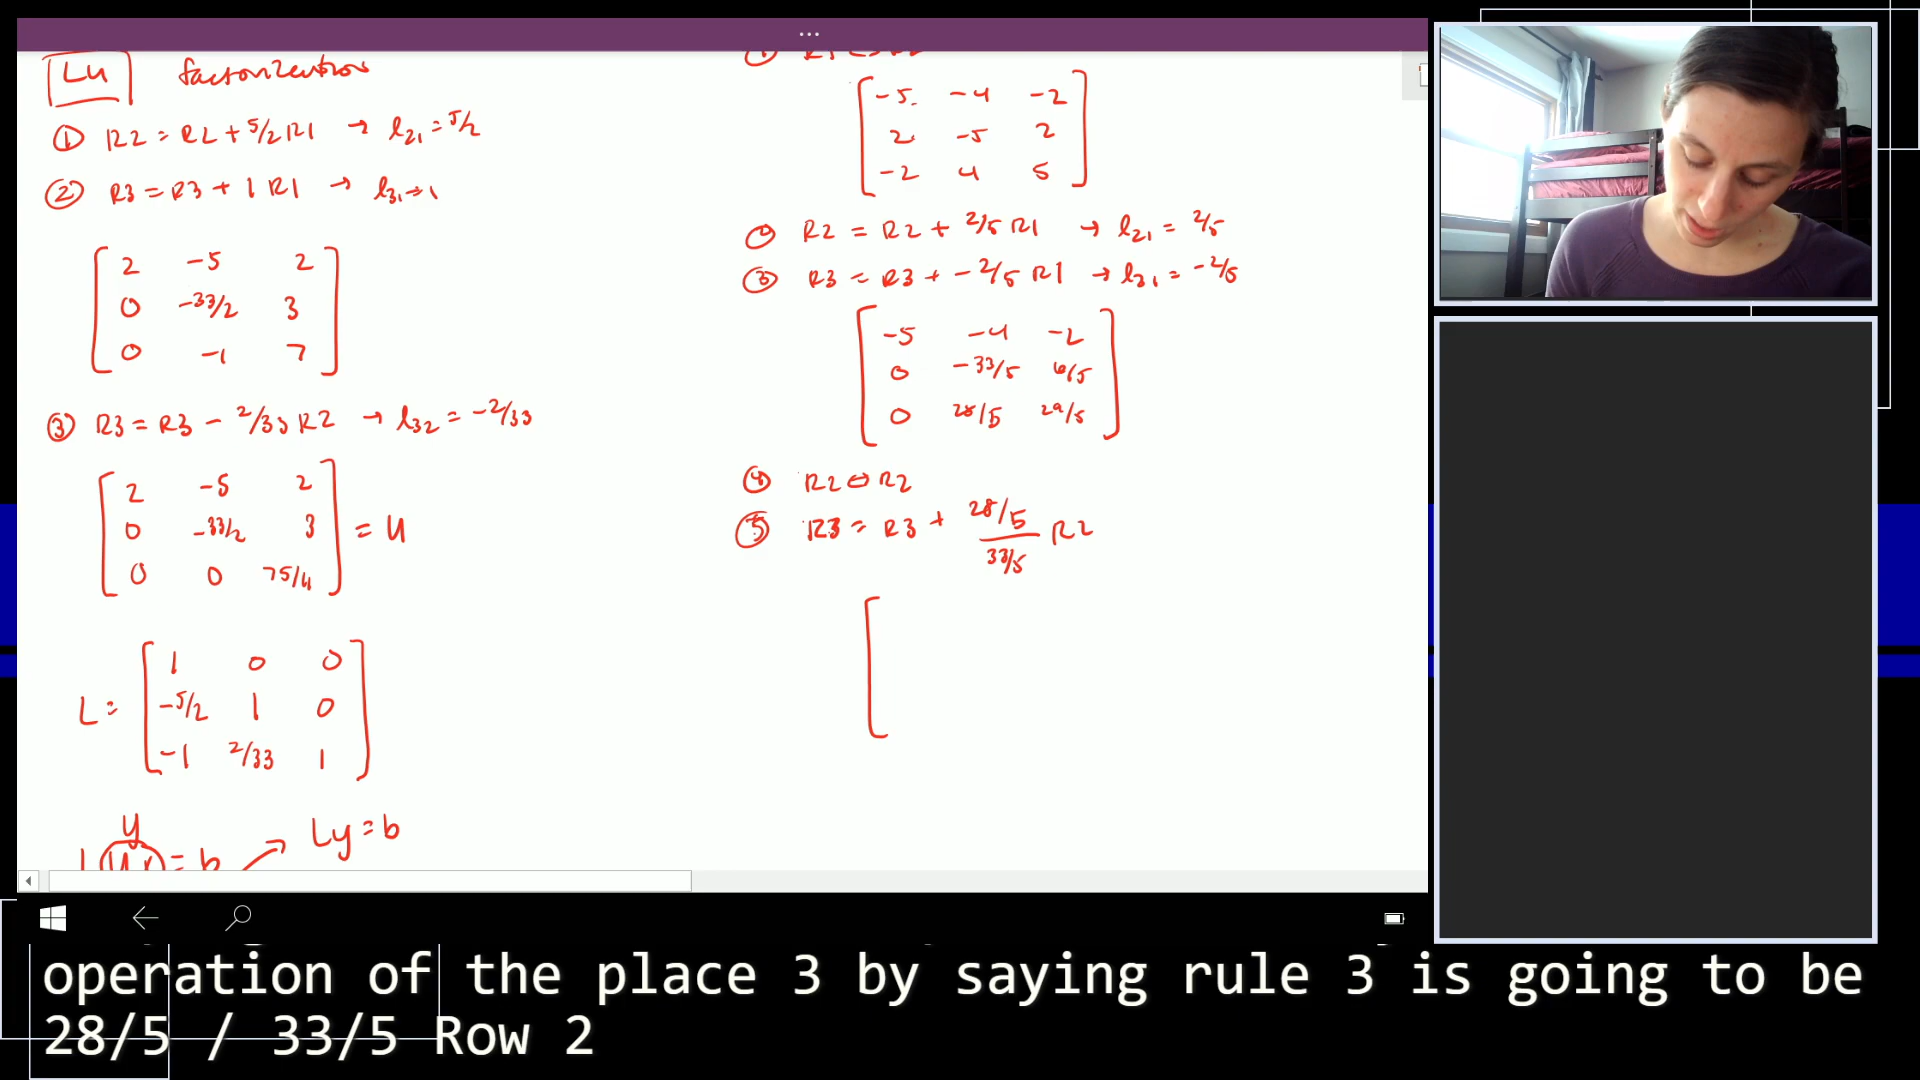 ...
LU factorization
① R2 = R2 + 5/2 R1 → l21 = 5/2
② R3 = R3 + 1 R1 → l31 → 1
2 -5 2
0 -33/2 3
0 -1 7
③ R3 = R3 - 2/33 R2 → l32 = -2/33
2 -5 2
0 -33/2 3 = U
0 0 75/11
1 0 0
L = -5/2 1 0
-1 2/33 1
y
= b
Ly = b
-5 -4 -2
2 -5 2
-2 4 5
R2 = R2 + 2/5 R1 → l21 = 2/5
③ R3 = R3 + -2/5 R1 → l31 = -2/5
-5 -4 -2
0 -33/5 6/5
0 28/5 29/5
④ R2 ⇔ R2
⑤ R3 = R3 + 28/5 / 33/5 R2
operation of the place 3 by saying rule 3 is going to be
28/5 / 33/5 Row 2